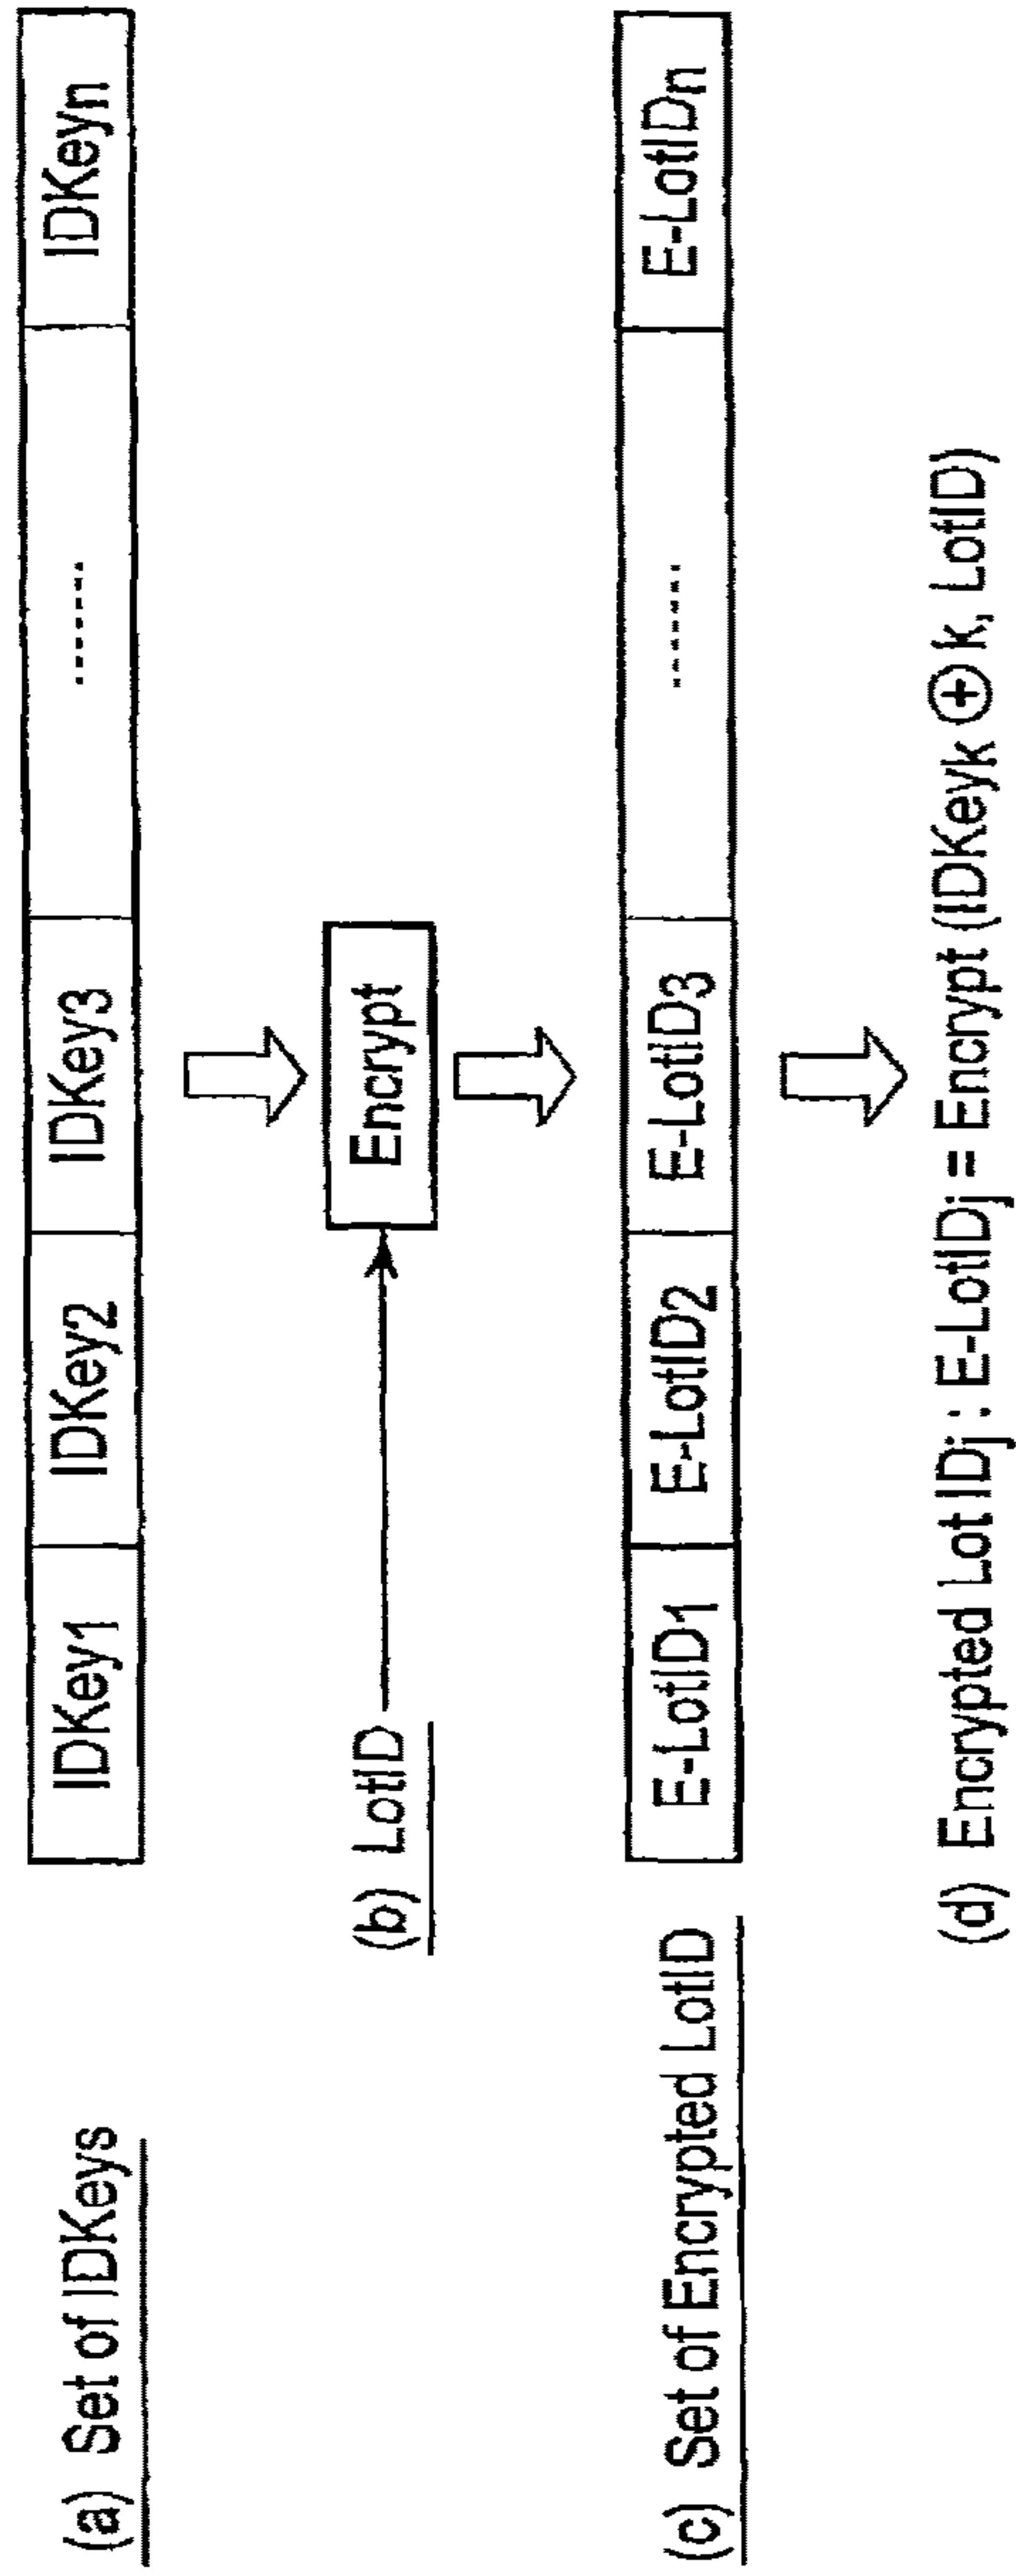 (a) Set of IDKeys
IDKey1 IDKey2 IDKey3 ....... IDKeyn
(b) LotID
Encrypt
(c) Set of Encrypted LotID
E-LotID1 E-LotID2 E-LotID3 ....... E-LotIDn
(d) Encrypted Lot IDj : E-LotIDj = Encrypt (IDKeyk ⊕ k, LotID)